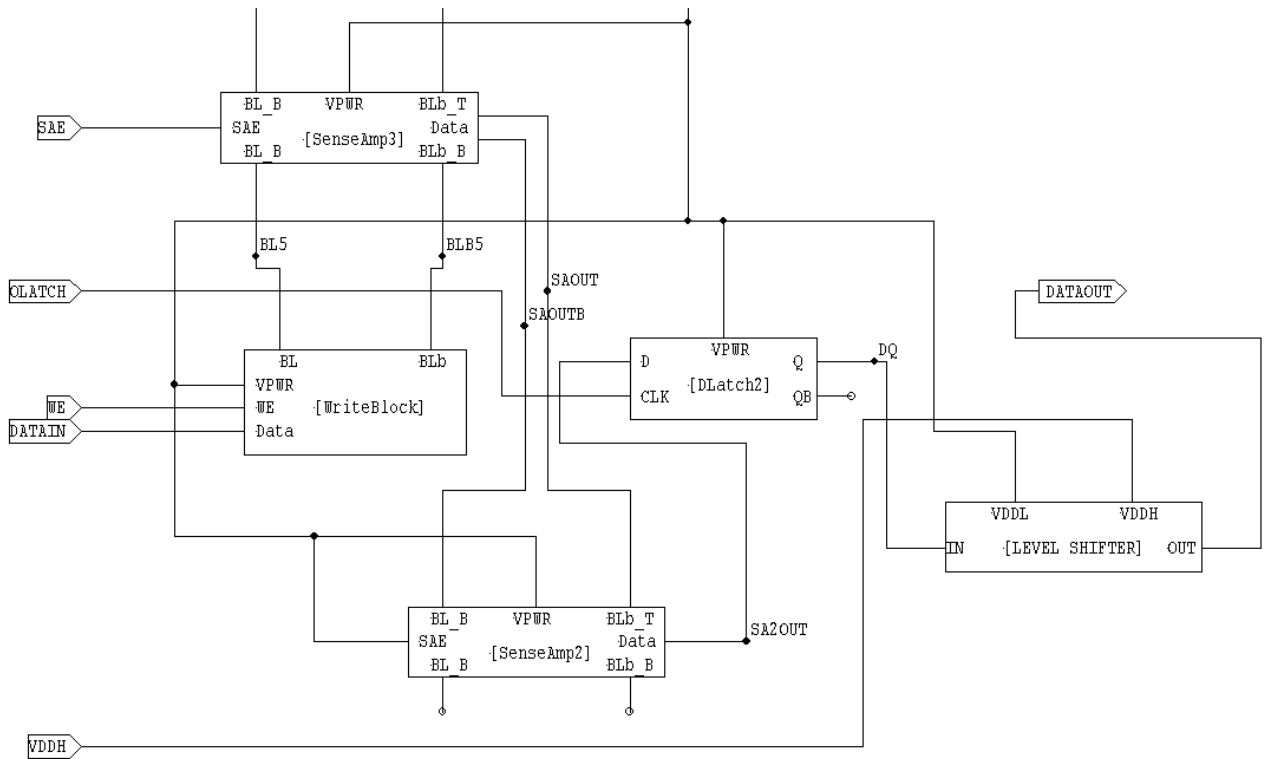 BL_B VPWR BLb_T
SAE SAE Data
[SenseAmp3]
BL_B BLb_B
BL5 BLB5
OLATCH SAOUT DATAOUT
SAOUTB
BL BLb VPWR DQ
D Q
VPWR [DLatch2]
CLK QB
WE WE [WriteBlock]
DATAIN Data
VDDL VDDH
IN [LEVEL SHIFTER] OUT
BL_B VPWR BLb_T
SAE Data SA2OUT
[SenseAmp2]
BL_B BLb_B
VDDH